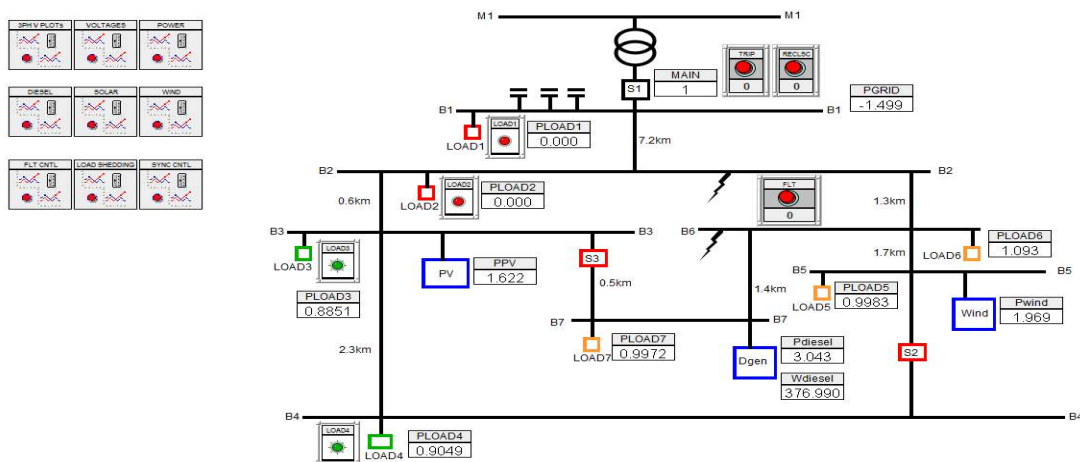 3PH V PLOTs VOLTAGES POWER
DIESEL SOLAR WIND
FLT CNTL LOAD SHEDDING SYNC CNTL
M1 M1
TRIP RECLSC
0 0
S1 MAIN
1
PGRID
-1.499
B1 B1
LOAD1 LOAD1 PLOAD1
0.000
7.2km
B2 B2
LOAD2 LOAD2 PLOAD2
0.000
FLT
0
0.6km 1.3km
B3 B3 B6
LOAD3 LOAD3
PLOAD3
0.8851
PV PPV
1.622
S3
0.5km
1.4km
1.7km
LOAD6 PLOAD6
1.093
B5 B5
LOAD5 PLOAD5
0.9983
Wind Pwind
1.969
2.3km
B7 B7
LOAD7 PLOAD7
0.9972
Dgen Pdiesel
3.043
Wdiesel
376.990
S2
B4 B4
LOAD4 LOAD4 PLOAD4
0.9049